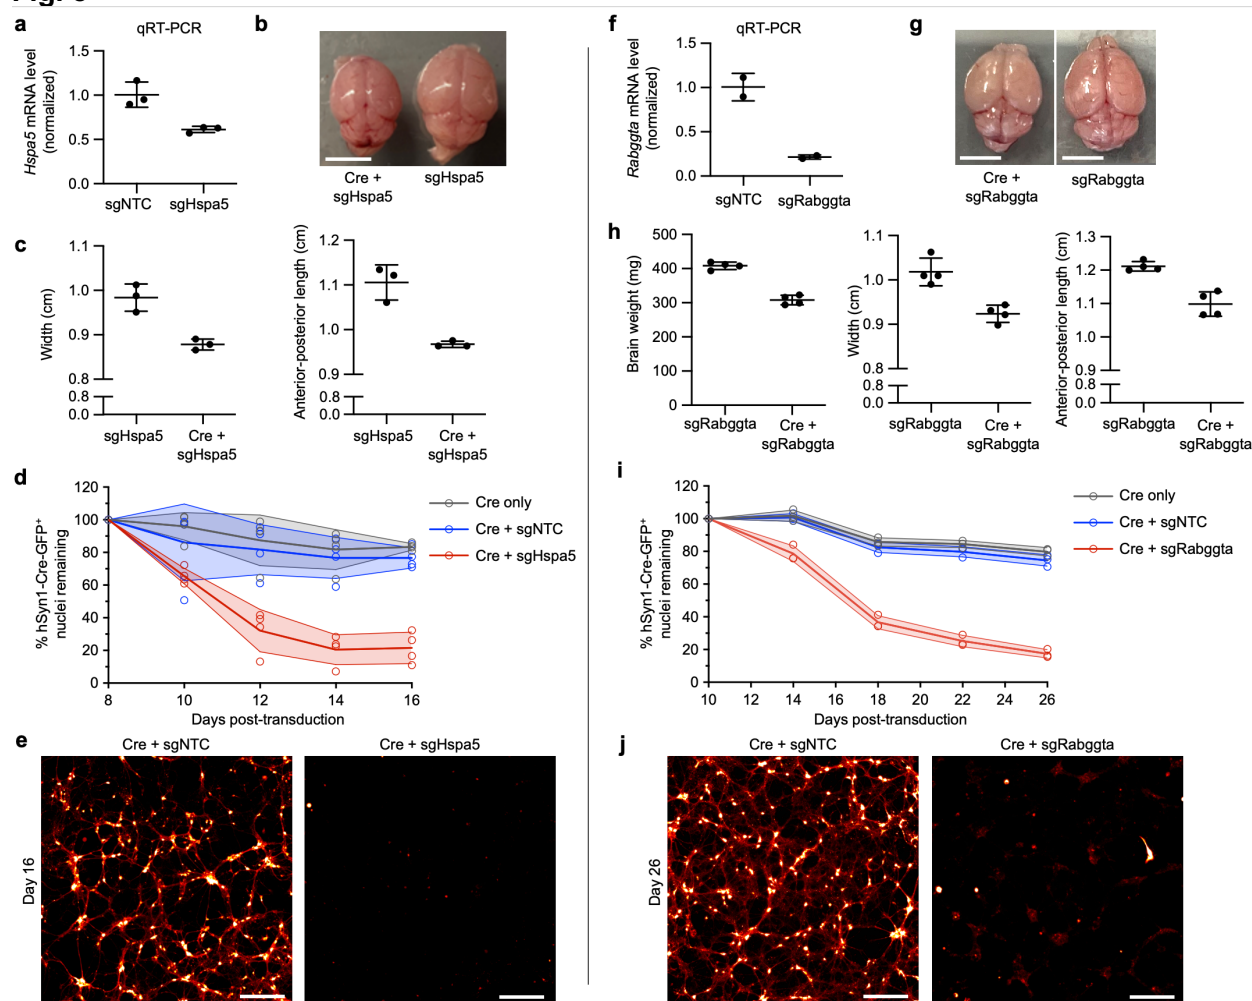 a
qRT-PCR
Hspa5 mRNA level
(normalized)
1.5
1.0
0.5
0.0
sgNTC
sgHspa5
b
Cre +
sgHspa5
sgHspa5
c
Width (cm)
1.1
1.0
0.9
0.8
0.8
0.0
sgHspa5
Cre +
sgHspa5
Anterior-posterior length (cm)
1.2
1.1
1.0
0.9
0.8
0.0
sgHspa5
Cre +
sgHspa5
d
% hSyn1-Cre-GFP⁺
nuclei remaining
120
100
80
60
40
20
0
8
10
12
14
16
Days post-transduction
Cre only
Cre + sgNTC
Cre + sgHspa5
e
Cre + sgNTC
Cre + sgHspa5
Day 16
f
qRT-PCR
Rabggta mRNA level
(normalized)
1.5
1.0
0.5
0.0
sgNTC
sgRabggta
g
Cre +
sgRabggta
sgRabggta
h
Brain weight (mg)
500
400
300
200
100
0
sgRabggta
Cre +
sgRabggta
Width (cm)
1.1
1.0
0.9
0.8
0.8
0.0
sgRabggta
Cre +
sgRabggta
Anterior-posterior length (cm)
1.3
1.2
1.1
1.0
0.9
0.8
0.0
sgRabggta
Cre +
sgRabggta
i
% hSyn1-Cre-GFP⁺
nuclei remaining
120
100
80
60
40
20
0
10
12
14
16
18
20
22
24
26
Days post-transduction
Cre only
Cre + sgNTC
Cre + sgRabggta
j
Cre + sgNTC
Cre + sgRabggta
Day 26